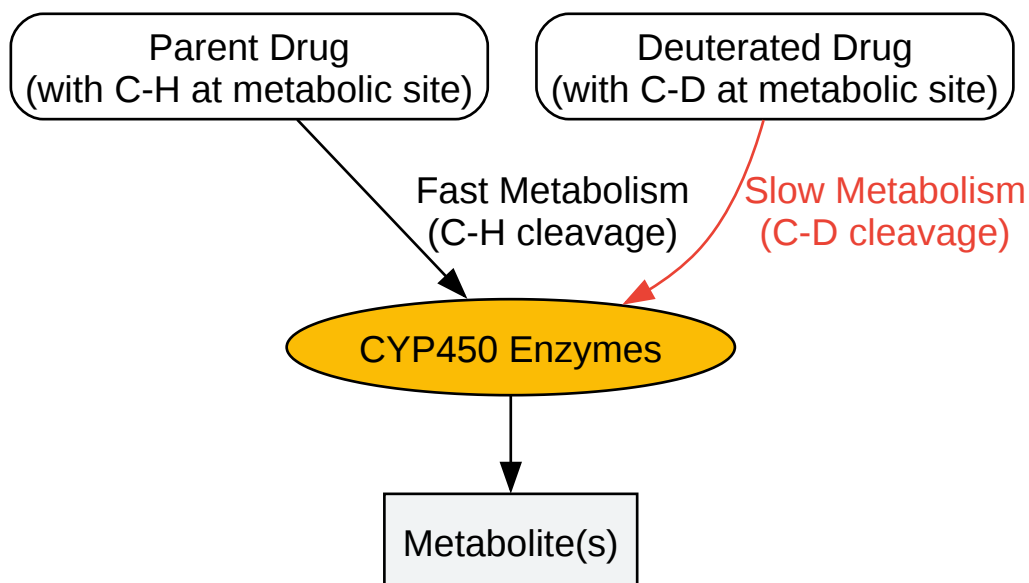 Parent Drug
(with C-H at metabolic site)
Deuterated Drug
(with C-D at metabolic site)
Fast Metabolism
(C-H cleavage)
Slow Metabolism
(C-D cleavage)
CYP450 Enzymes
Metabolite(s)